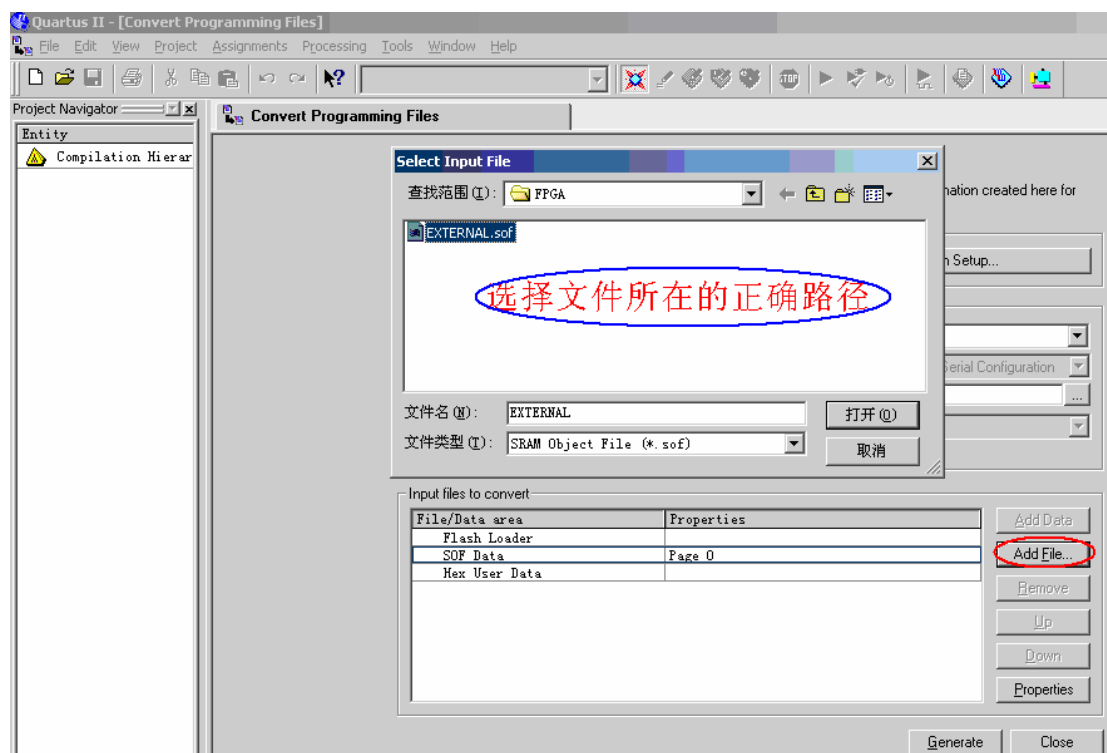 Quartus II - [Convert Programming Files]
File Edit View Project Assignments Processing Tools Window Help
STOP
Project Navigator
Convert Programming Files
Entity
Compilation Hierar
Select Input File
查找范围(I): FPGA
nation created here for
EXTERNAL.sof
n Setup...
选择文件所在的正确路径
Serial Configuration
...
文件名(N): EXTERNAL 打开(O)
文件类型(T): SRAM Object File (*.sof) 取消
Input files to convert
File/Data area Properties Add Data
Flash Loader
SOF Data Page 0 Add File...
Hex User Data
Remove
Up
Down
Properties
Generate Close